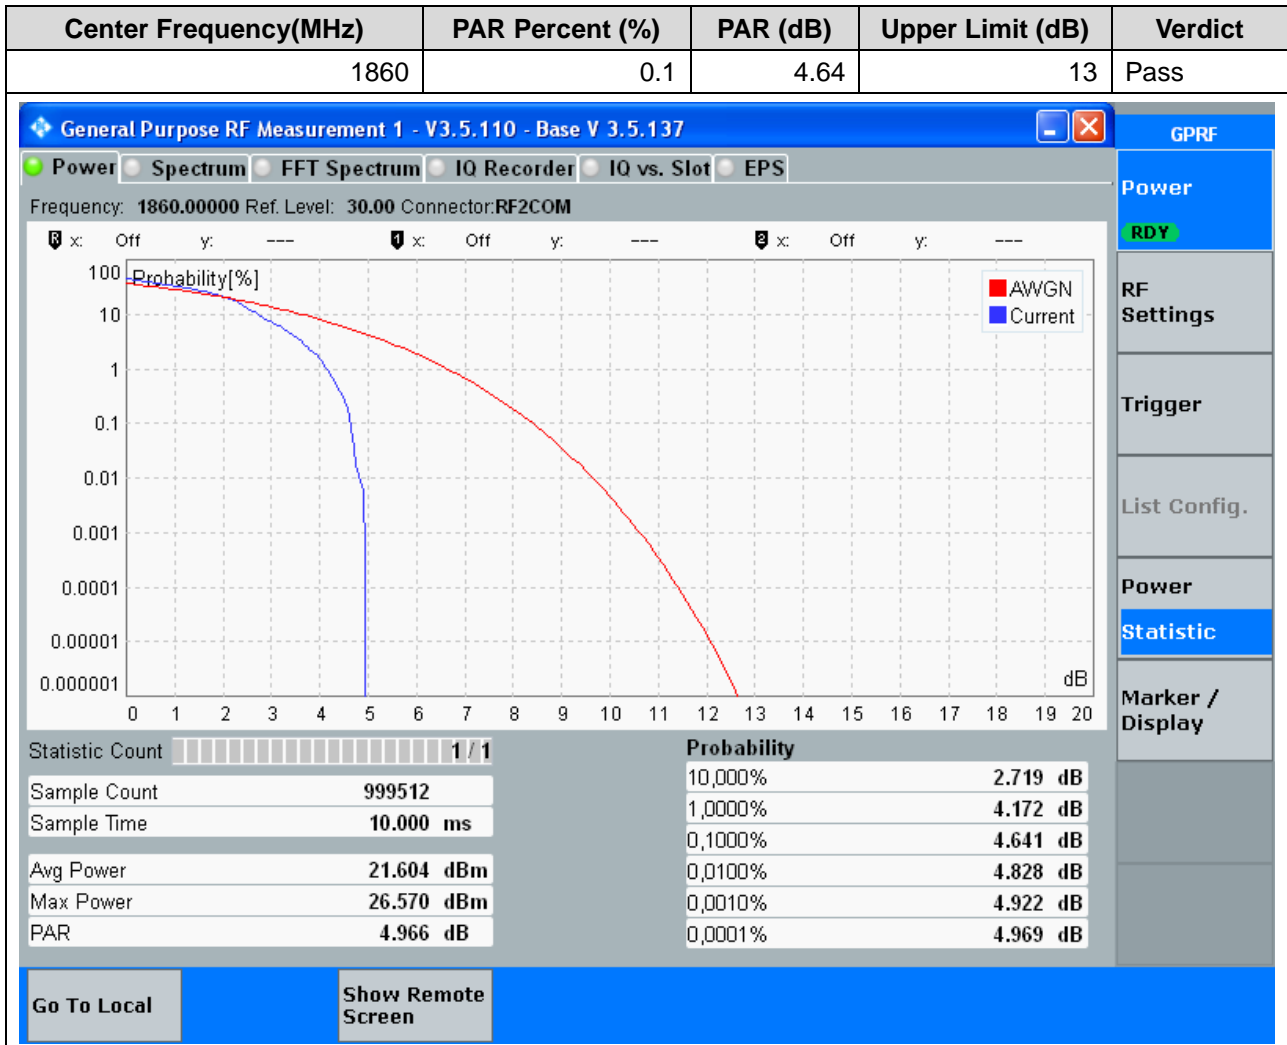 Center Frequency(MHz) PAR Percent (%) PAR (dB) Upper Limit (dB) Verdict
1860 0.1 4.64 13 Pass
General Purpose RF Measurement 1 - V3.5.110 - Base V 3.5.137
GPRF
Power Spectrum FFT Spectrum IQ Recorder IQ vs. Slot EPS
Power
RDY
Frequency: 1860.00000 Ref. Level: 30.00 Connector:RF2COM
R x: Off y: --- 1 x: Off y: --- 2 x: Off y: ---
Probability[%]
AWGN
Current
100
10
1
0.1
0.01
0.001
0.0001
0.00001
0.000001
dB
0 1 2 3 4 5 6 7 8 9 10 11 12 13 14 15 16 17 18 19 20
RF
Settings
Trigger
List Config.
Power
Statistic
Marker /
Display
Statistic Count 1 / 1
Sample Count 999512
Sample Time 10.000 ms
Avg Power 21.604 dBm
Max Power 26.570 dBm
PAR 4.966 dB
Probability
10,000% 2.719 dB
1,0000% 4.172 dB
0,1000% 4.641 dB
0,0100% 4.828 dB
0,0010% 4.922 dB
0,0001% 4.969 dB
Go To Local
Show Remote
Screen